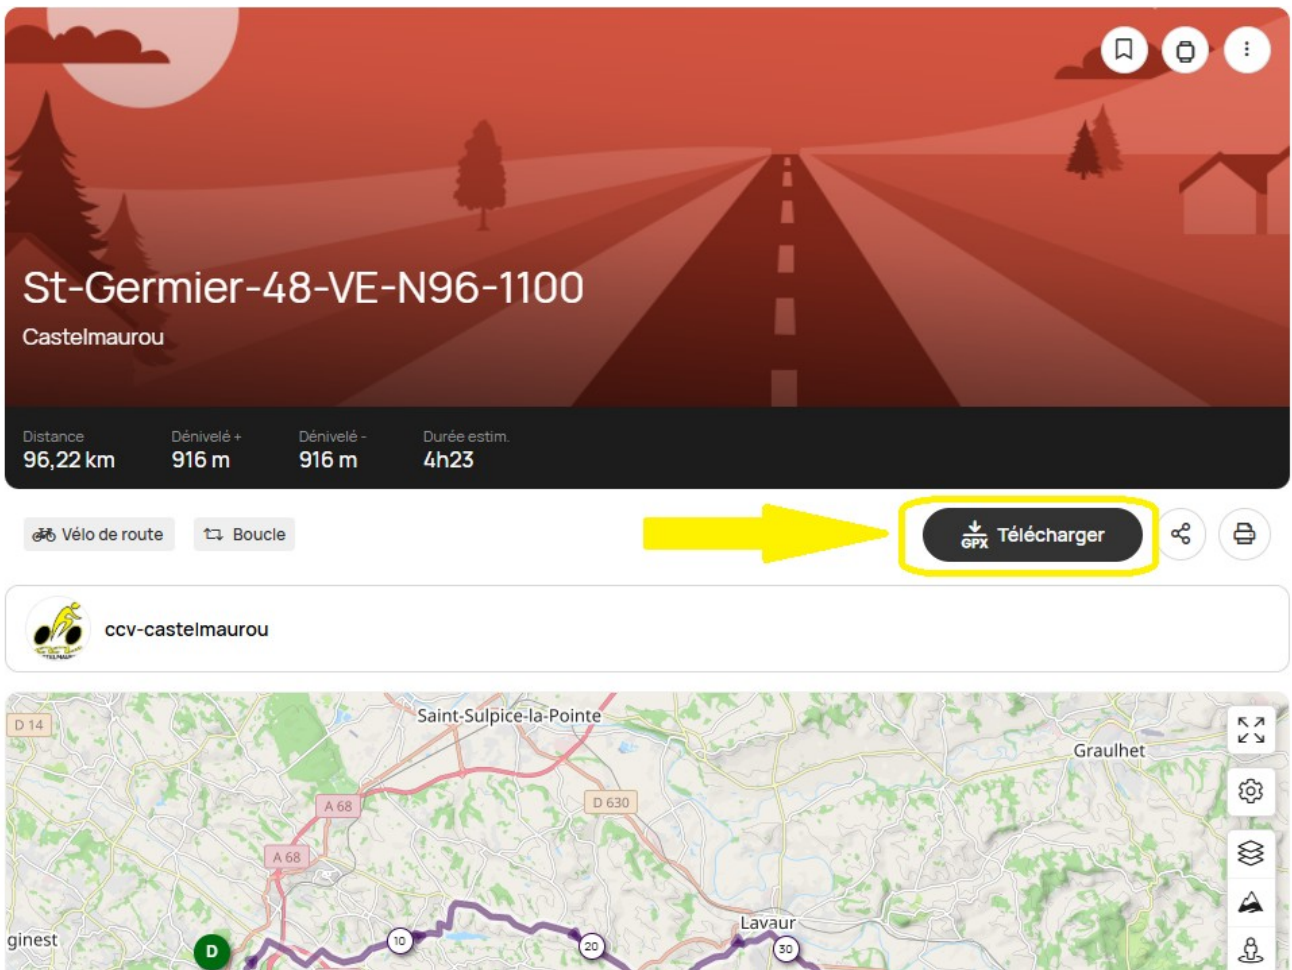 St-Germier-48-VE-N96-1100
Castelmaurou
Distance
96,22 km
Dénivelé +
916 m
Dénivelé -
916 m
Durée estim.
4h23
Vélo de route
Boucle
GPX
Télécharger
ccv-castelmaurou
D 14
Saint-Sulpice-la-Pointe
Graulhet
A 68
D 630
A 68
Lavaur
ginest
D
10
20
30